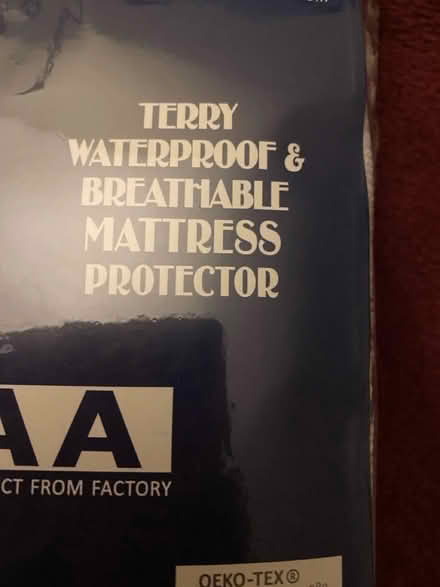 TERRY
WATERPROOF &
BREATHABLE
MATTRESS
PROTECTOR
AA
CT FROM FACTORY
OEKO-TEX®